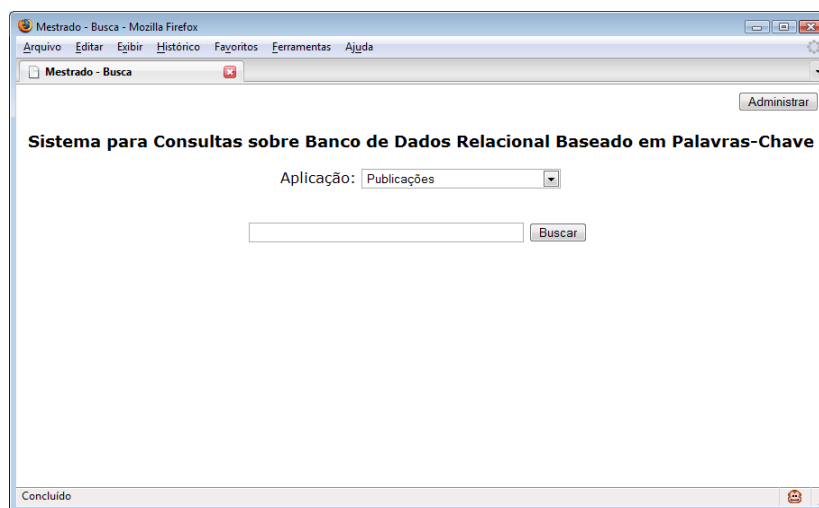 Mestrado - Busca - Mozilla Firefox
Arquivo Editar Exibir Histórico Favoritos Ferramentas Ajuda
Mestrado - Busca
Administrar
Sistema para Consultas sobre Banco de Dados Relacional Baseado em Palavras-Chave
Aplicação: Publicações
Buscar
Concluído